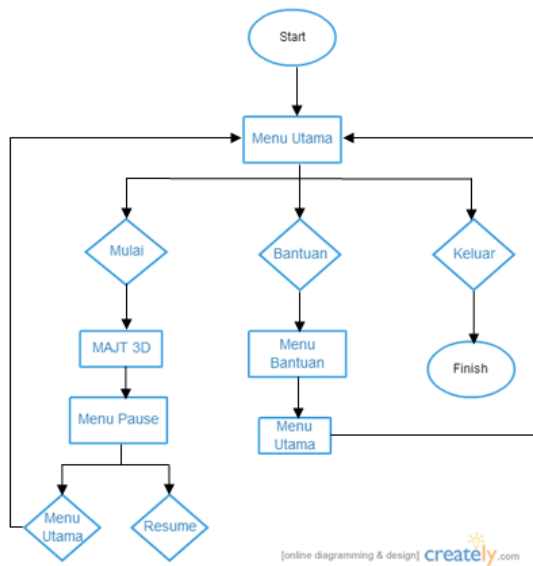 Start
Menu Utama
Mulai
Bantuan
Keluar
MAJT 3D
Menu
Bantuan
Finish
Menu Pause
Menu
Utama
Menu
Utama
Resume
[online diagramming & design] creately.com